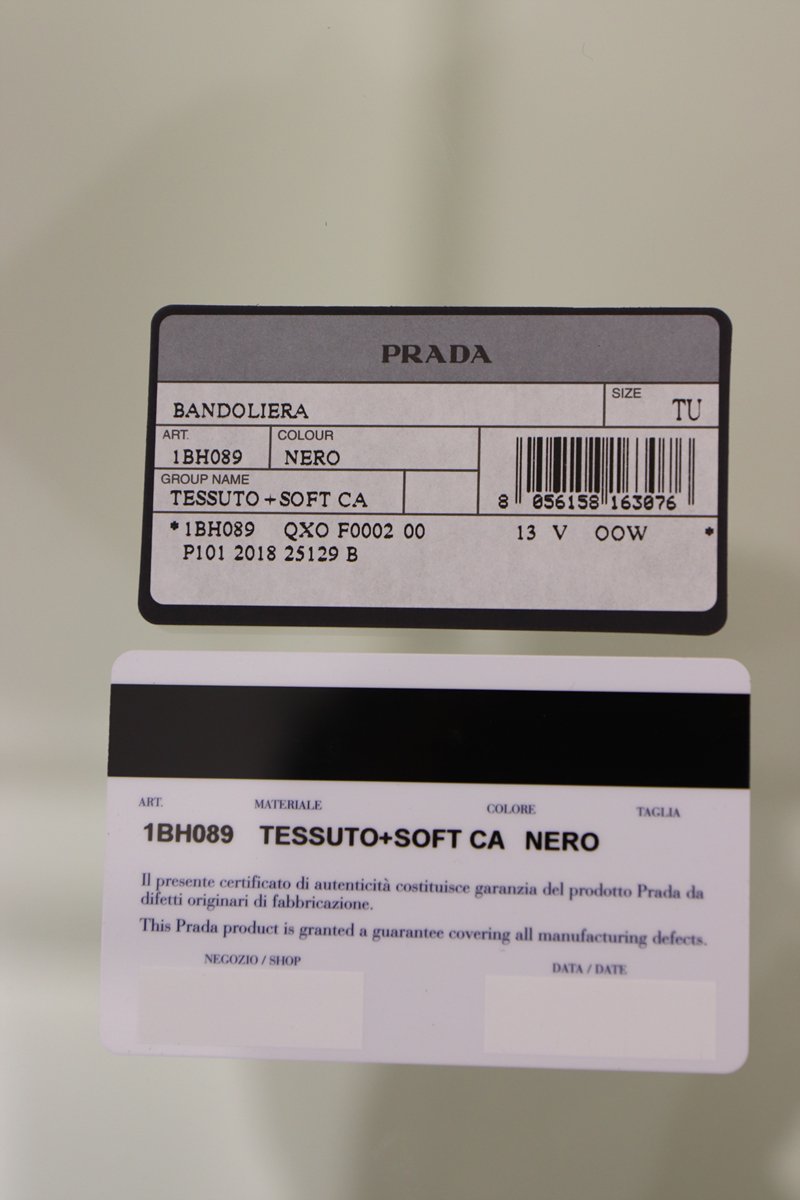 PRADA
BANDOLIERA
SIZE
TU
ART.
1BH089
COLOUR
NERO
GROUP NAME
TESSUTO+SOFT CA
8 056158 163076
*1BH089 QXO F0002 00 13 V OOW *
P101 2018 25129 B
ART. MATERIALE COLORE TAGLIA
1BH089 TESSUTO+SOFT CA NERO
Il presente certificato di autenticità costituisce garanzia del prodotto Prada da
difetti originari di fabbricazione.
This Prada product is granted a guarantee covering all manufacturing defects.
NEGOZIO / SHOP DATA / DATE